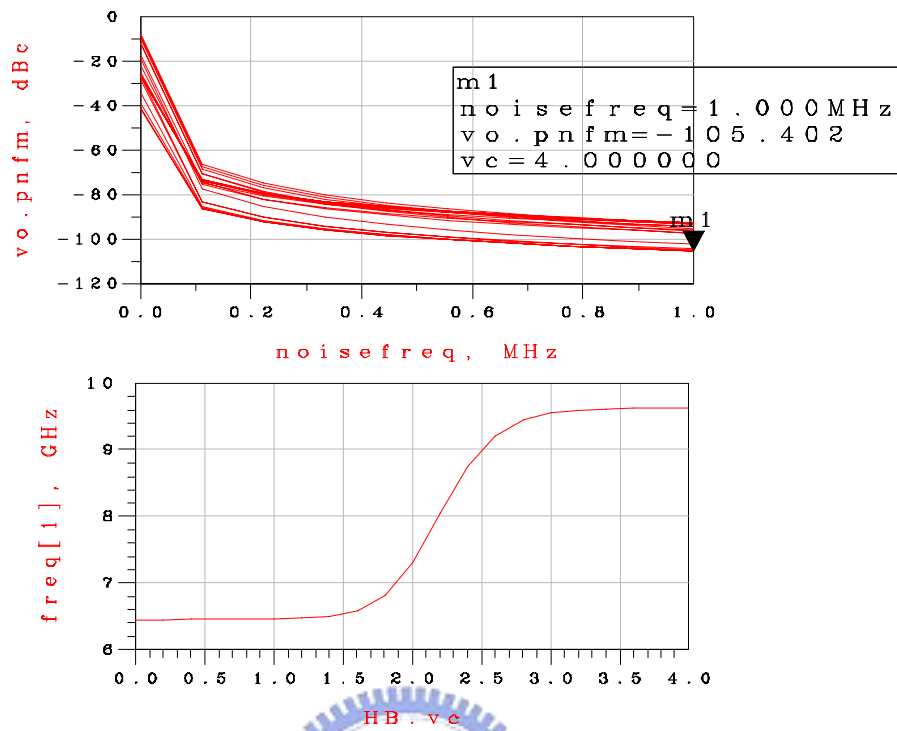 0
-20
-40
-60
-80
-100
-120
vo.pnfm, dBc
m1
noisefreq=1.000MHz
vo.pnfm=-105.402
vc=4.000000
m1
0.0 0.2 0.4 0.6 0.8 1.0
noisefreq, MHz
10
9
8
7
6
freq[1], GHz
0.0 0.5 1.0 1.5 2.0 2.5 3.0 3.5 4.0
HB.vc